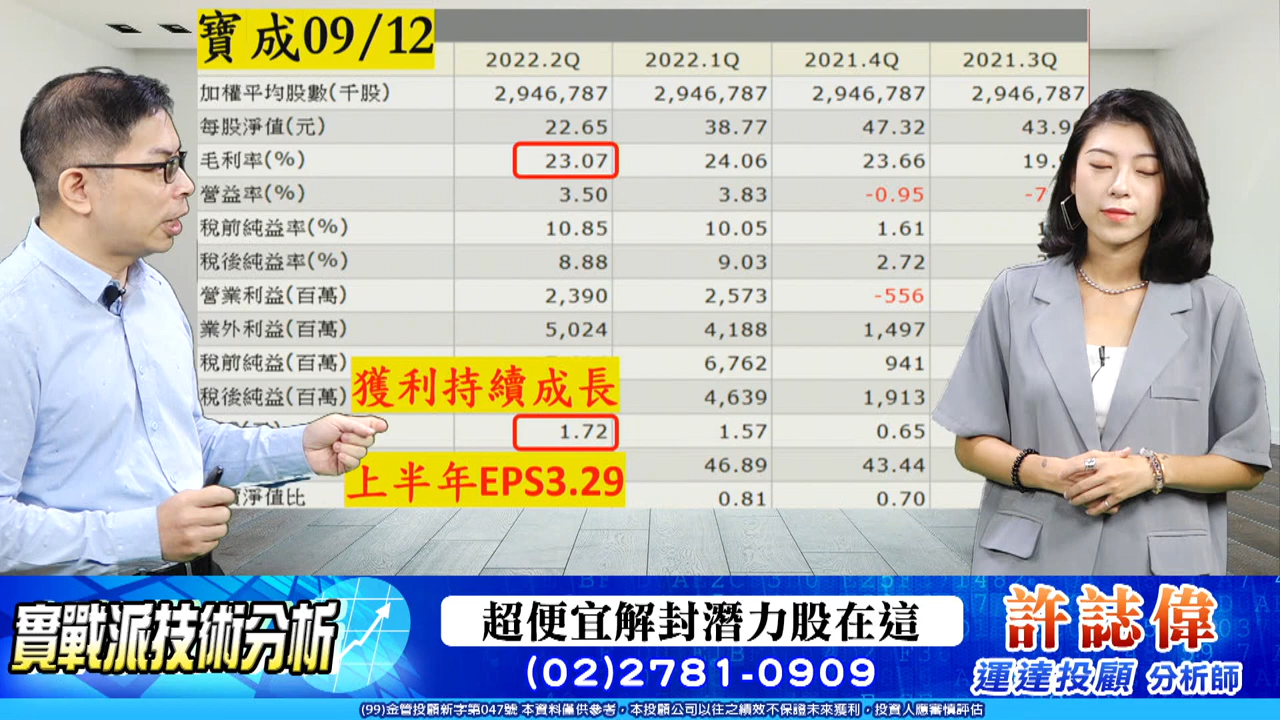 寶成09/12
2022.2Q 2022.1Q 2021.4Q 2021.3Q
加權平均股數(千股) 2,946,787 2,946,787 2,946,787 2,946,787
每股淨值(元) 22.65 38.77 47.32 43.9
毛利率(%) 23.07 24.06 23.66 19.
營益率(%) 3.50 3.83 -0.95 -7
稅前純益率(%) 10.85 10.05 1.61
稅後純益率(%) 8.88 9.03 2.72
營業利益(百萬) 2,390 2,573 -556
業外利益(百萬) 5,024 4,188 1,497
稅前純益(百萬) 6,762 941
獲利持續成長
稅後純益(百萬) 4,639 1,913
1.72 1.57 0.65
46.89 43.44
上半年EPS3.29
淨值比 0.81 0.70
實戰派技術分析
超便宜解封潛力股在這
(02)2781-0909
許誌偉
運達投顧 分析師
(99)金管投顧新字第047號 本資料僅供參考，本投顧公司以往之績效不保證未來獲利，投資人應審慎評估